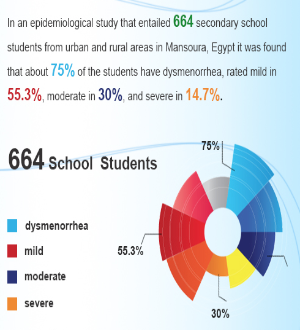 In an epidemiological study that entailed 664 secondary school
students from urban and rural areas in Mansoura, Egypt it was found
that about 75% of the students have dysmenorrhea, rated mild in
55.3%, moderate in 30%, and severe in 14.7%.
75%
664 School Students
dysmenorrhea
mild
55.3%
moderate
severe
30%